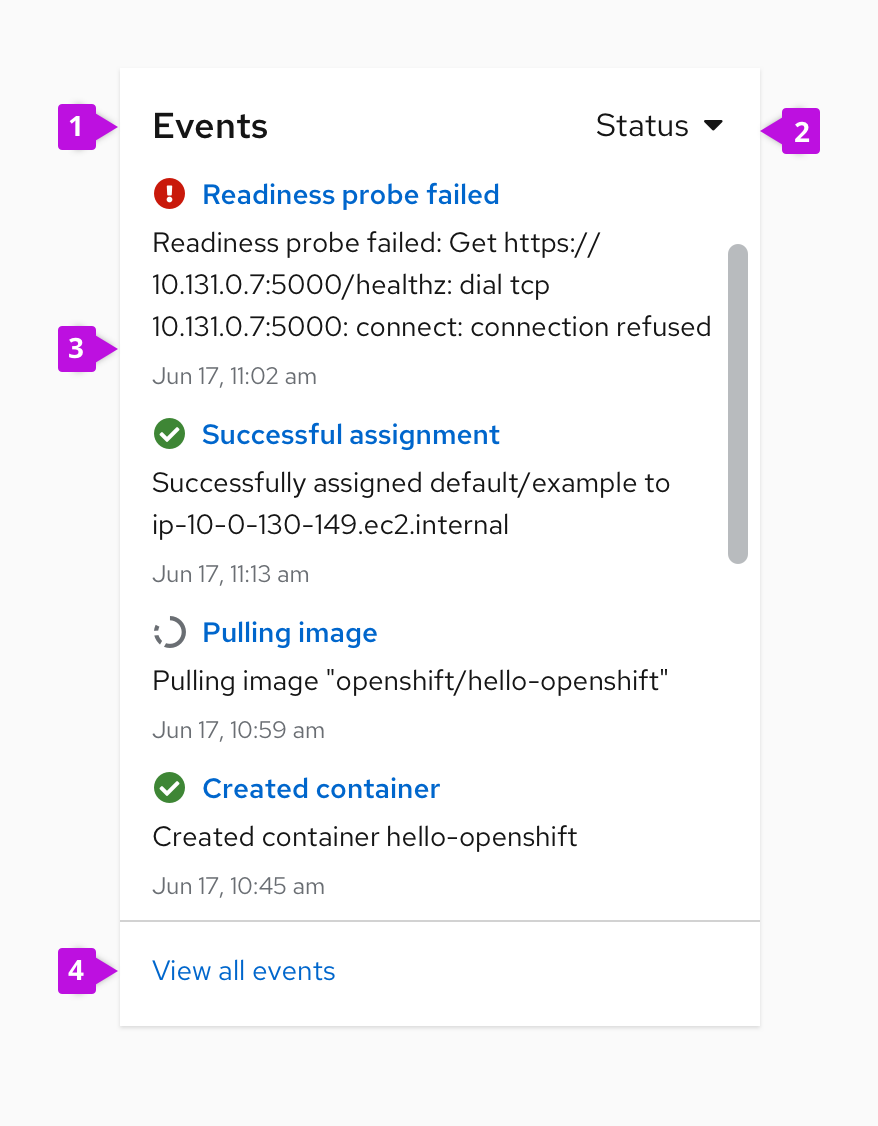 1
Events
Status
2
Readiness probe failed
Readiness probe failed: Get https://
10.131.0.7:5000/healthz: dial tcp
10.131.0.7:5000: connect: connection refused
3
Jun 17, 11:02 am
Successful assignment
Successfully assigned default/example to
ip-10-0-130-149.ec2.internal
Jun 17, 11:13 am
Pulling image
Pulling image "openshift/hello-openshift"
Jun 17, 10:59 am
Created container
Created container hello-openshift
Jun 17, 10:45 am
4
View all events